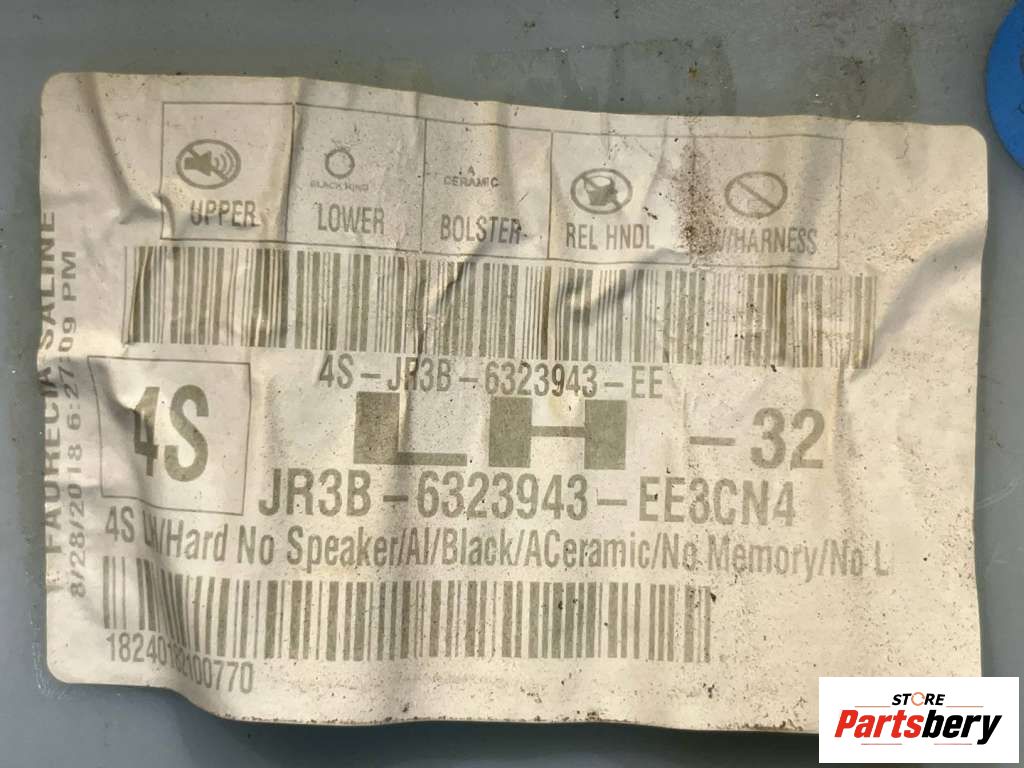 BLACK RING
A
CERAMIC
UPPER
LOWER
BOLSTER
REL HNDL
W/HARNESS
FAURECIA SALINE
8/28/2018 6:27:09 PM
4S-JR3B-6323943-EE
4S
LH -32
JR3B-6323943-EE3CN4
4S LH/Hard No Speaker/AI/Black/ACeramic/No Memory/No L
STORE
Partsbery